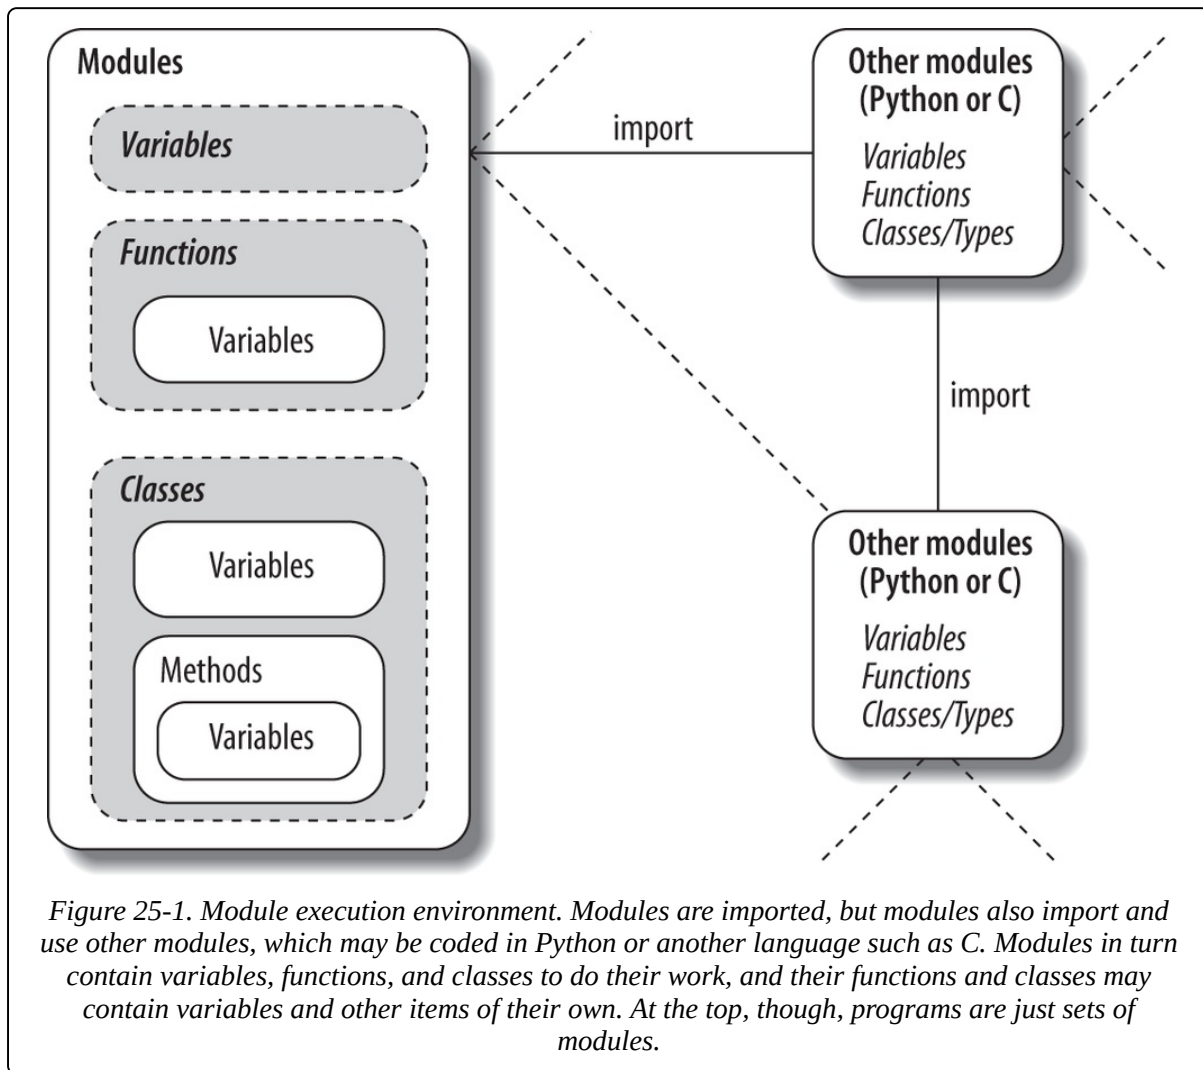 Modules
Variables
Functions
Variables
Classes
Variables
Methods
Variables
import
Other modules
(Python or C)
Variables
Functions
Classes/Types
import
Other modules
(Python or C)
Variables
Functions
Classes/Types
Figure 25-1. Module execution environment. Modules are imported, but modules also import and
use other modules, which may be coded in Python or another language such as C. Modules in turn
contain variables, functions, and classes to do their work, and their functions and classes may
contain variables and other items of their own. At the top, though, programs are just sets of
modules.